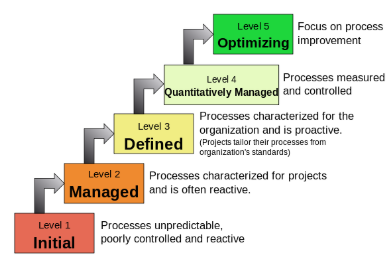 Level 5
Optimizing
Focus on process
improvement
Level 4
Quantitatively Managed
Processes measured
and controlled
Level 3
Defined
Processes characterized for the
organization and is proactive.
(Projects tailor their processes from
organization's standards)
Level 2
Managed
Processes characterized for projects
and is often reactive.
Level 1
Initial
Processes unpredictable,
poorly controlled and reactive